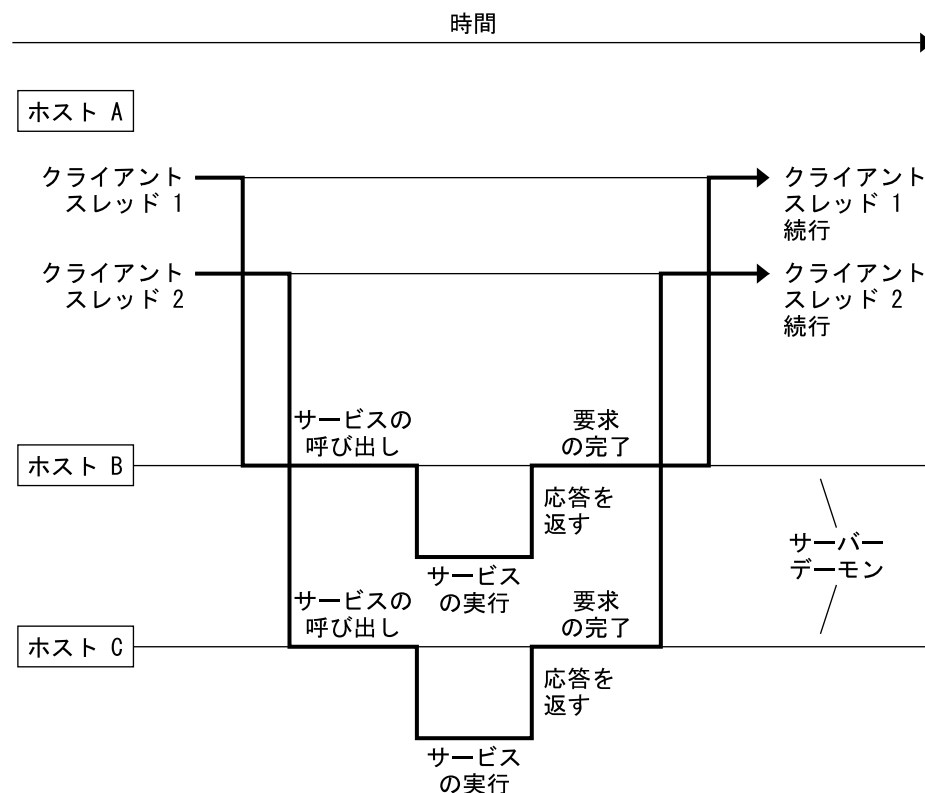 時間
ホスト A
クライアント
スレッド 1
クライアント
スレッド 1
続行
クライアント
スレッド 2
クライアント
スレッド 2
続行
サービスの
呼び出し
要求
の完了
ホスト B
応答を
返す
サービス
の実行
サーバー
デーモン
サービスの
呼び出し
要求
の完了
ホスト C
応答を
返す
サービス
の実行